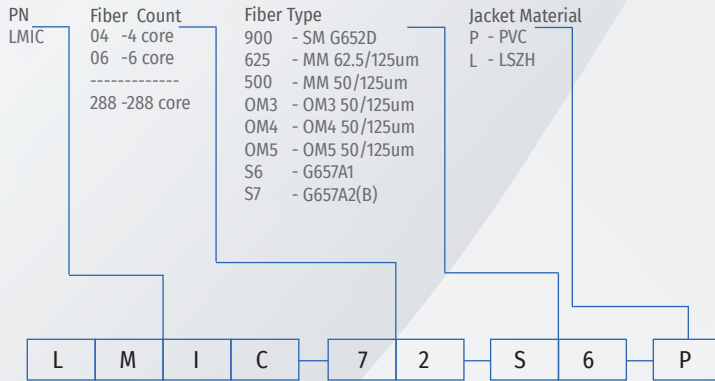 PN
LMIC
Fiber Count
04 -4 core
06 -6 core
-------------
288 -288 core
Fiber Type
900 - SM G652D
625 - MM 62.5/125um
500 - MM 50/125um
OM3 - OM3 50/125um
OM4 - OM4 50/125um
OM5 - OM5 50/125um
S6 - G657A1
S7 - G657A2(B)
Jacket Material
P - PVC
L - LSZH
L M I C - 7 2 - S 6 - P